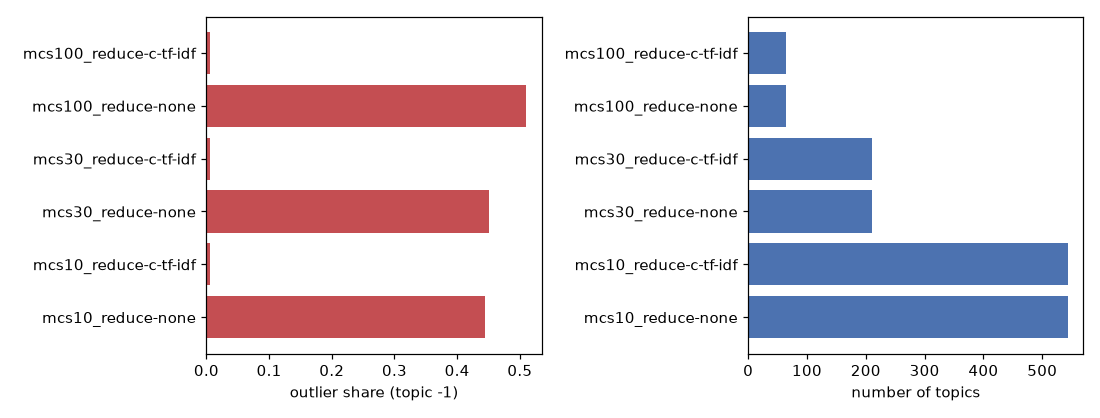 mcs100_reduce-c-tf-idf
mcs100_reduce-none
mcs30_reduce-c-tf-idf
mcs30_reduce-none
mcs10_reduce-c-tf-idf
mcs10_reduce-none
0.0 0.1 0.2 0.3 0.4 0.5
outlier share (topic -1)
mcs100_reduce-c-tf-idf
mcs100_reduce-none
mcs30_reduce-c-tf-idf
mcs30_reduce-none
mcs10_reduce-c-tf-idf
mcs10_reduce-none
0 100 200 300 400 500
number of topics